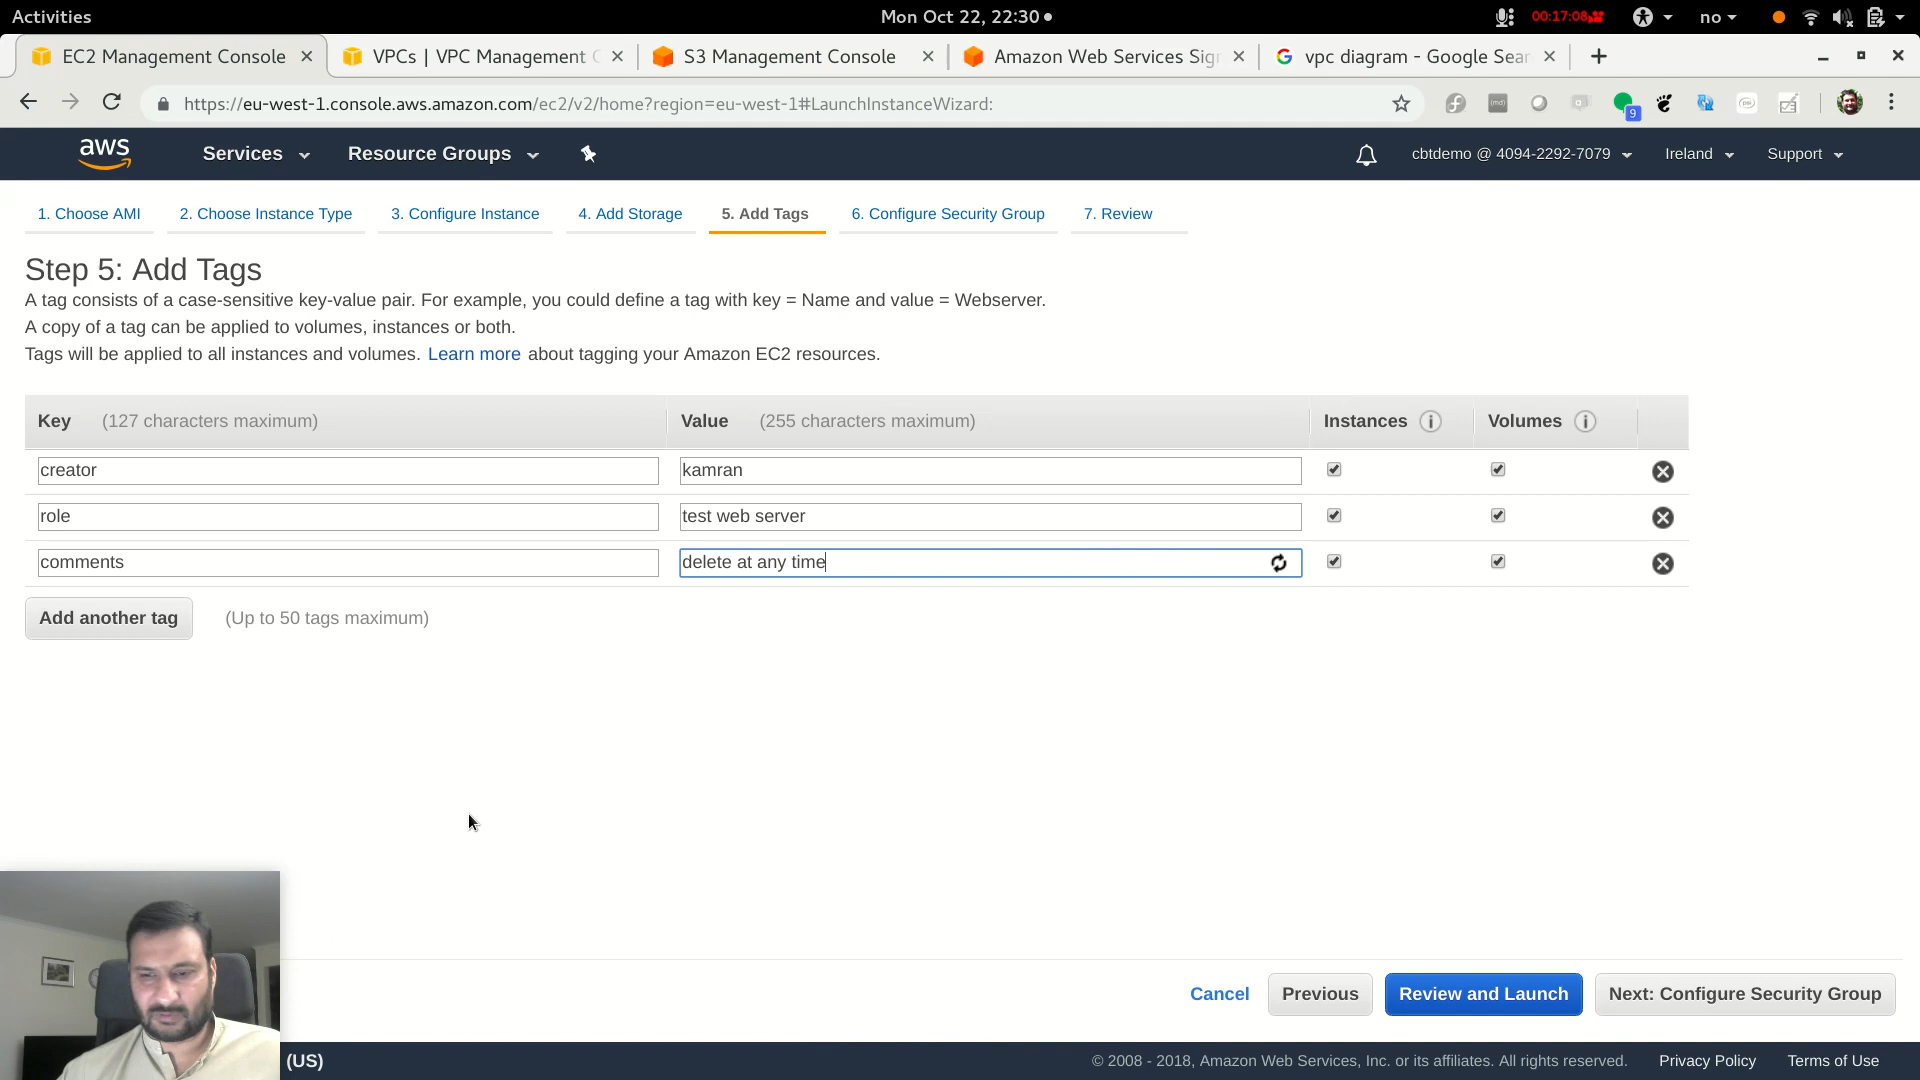 Activities
Mon Oct 22, 22:30
00:17:08
no
EC2 Management Console
VPCs | VPC Management C
S3 Management Console
Amazon Web Services Sig
vpc diagram - Google Sear
https://eu-west-1.console.aws.amazon.com/ec2/v2/home?region=eu-west-1#LaunchInstanceWizard:
9
aws
Services
Resource Groups
cbtdemo @ 4094-2292-7079
Ireland
Support
1. Choose AMI
2. Choose Instance Type
3. Configure Instance
4. Add Storage
5. Add Tags
6. Configure Security Group
7. Review
Step 5: Add Tags
A tag consists of a case-sensitive key-value pair. For example, you could define a tag with key = Name and value = Webserver.
A copy of a tag can be applied to volumes, instances or both.
Tags will be applied to all instances and volumes. Learn more about tagging your Amazon EC2 resources.
Key (127 characters maximum)
Value (255 characters maximum)
Instances
Volumes
creator
kamran
role
test web server
comments
delete at any time
Add another tag
(Up to 50 tags maximum)
Cancel
Previous
Review and Launch
Next: Configure Security Group
(US)
© 2008 - 2018, Amazon Web Services, Inc. or its affiliates. All rights reserved.
Privacy Policy
Terms of Use